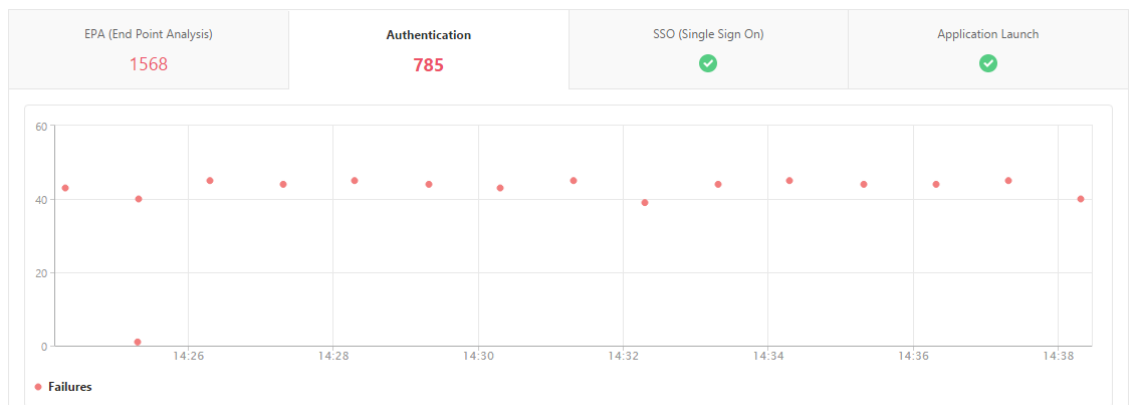 EPA (End Point Analysis) Authentication SSO (Single Sign On) Application Launch
1568 785
60
40
20
0
14:26 14:28 14:30 14:32 14:34 14:36 14:38
Failures